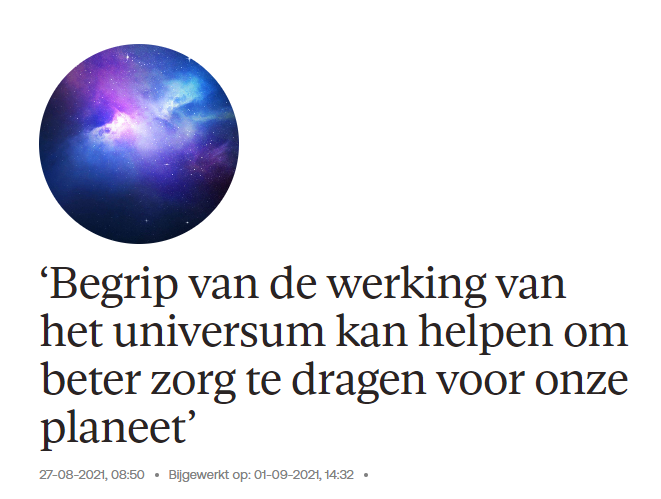 ‘Begrip van de werking van
het universum kan helpen om
beter zorg te dragen voor onze
planeet’
27-08-2021, 08:50 • Bijgewerkt op: 01-09-2021, 14:32 •